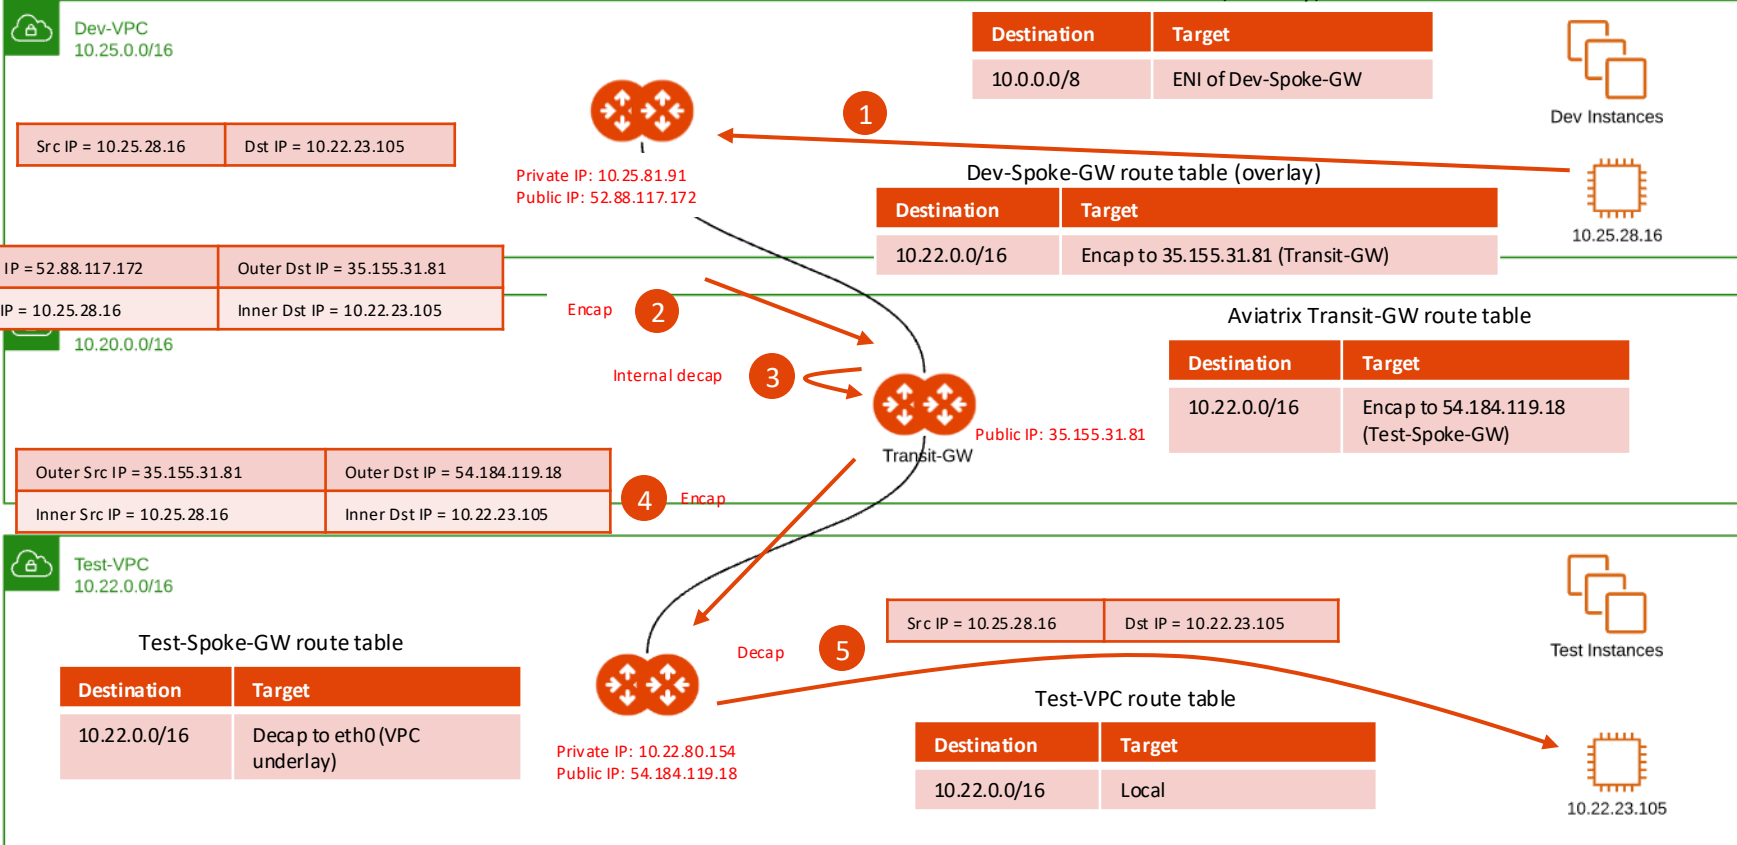 Dev-VPC
10.25.0.0/16
Destination Target
10.0.0.0/8 ENI of Dev-Spoke-GW
Dev Instances
1
Src IP = 10.25.28.16 Dst IP = 10.22.23.105
Private IP: 10.25.81.91
Public IP: 52.88.117.172
Dev-Spoke-GW route table (overlay)
Destination Target
10.22.0.0/16 Encap to 35.155.31.81 (Transit-GW)
10.25.28.16
IP = 52.88.117.172 Outer Dst IP = 35.155.31.81
IP = 10.25.28.16 Inner Dst IP = 10.22.23.105
Encap 2
10.20.0.0/16
Aviatrix Transit-GW route table
Destination Target
10.22.0.0/16 Encap to 54.184.119.18
(Test-Spoke-GW)
Internal decap 3
Public IP: 35.155.31.81
Transit-GW
Outer Src IP = 35.155.31.81 Outer Dst IP = 54.184.119.18
Inner Src IP = 10.25.28.16 Inner Dst IP = 10.22.23.105
4 Encap
Test-VPC
10.22.0.0/16
Test-Spoke-GW route table
Destination Target
10.22.0.0/16 Decap to eth0 (VPC
underlay)
Decap 5
Src IP = 10.25.28.16 Dst IP = 10.22.23.105
Test Instances
Private IP: 10.22.80.154
Public IP: 54.184.119.18
Test-VPC route table
Destination Target
10.22.0.0/16 Local
10.22.23.105